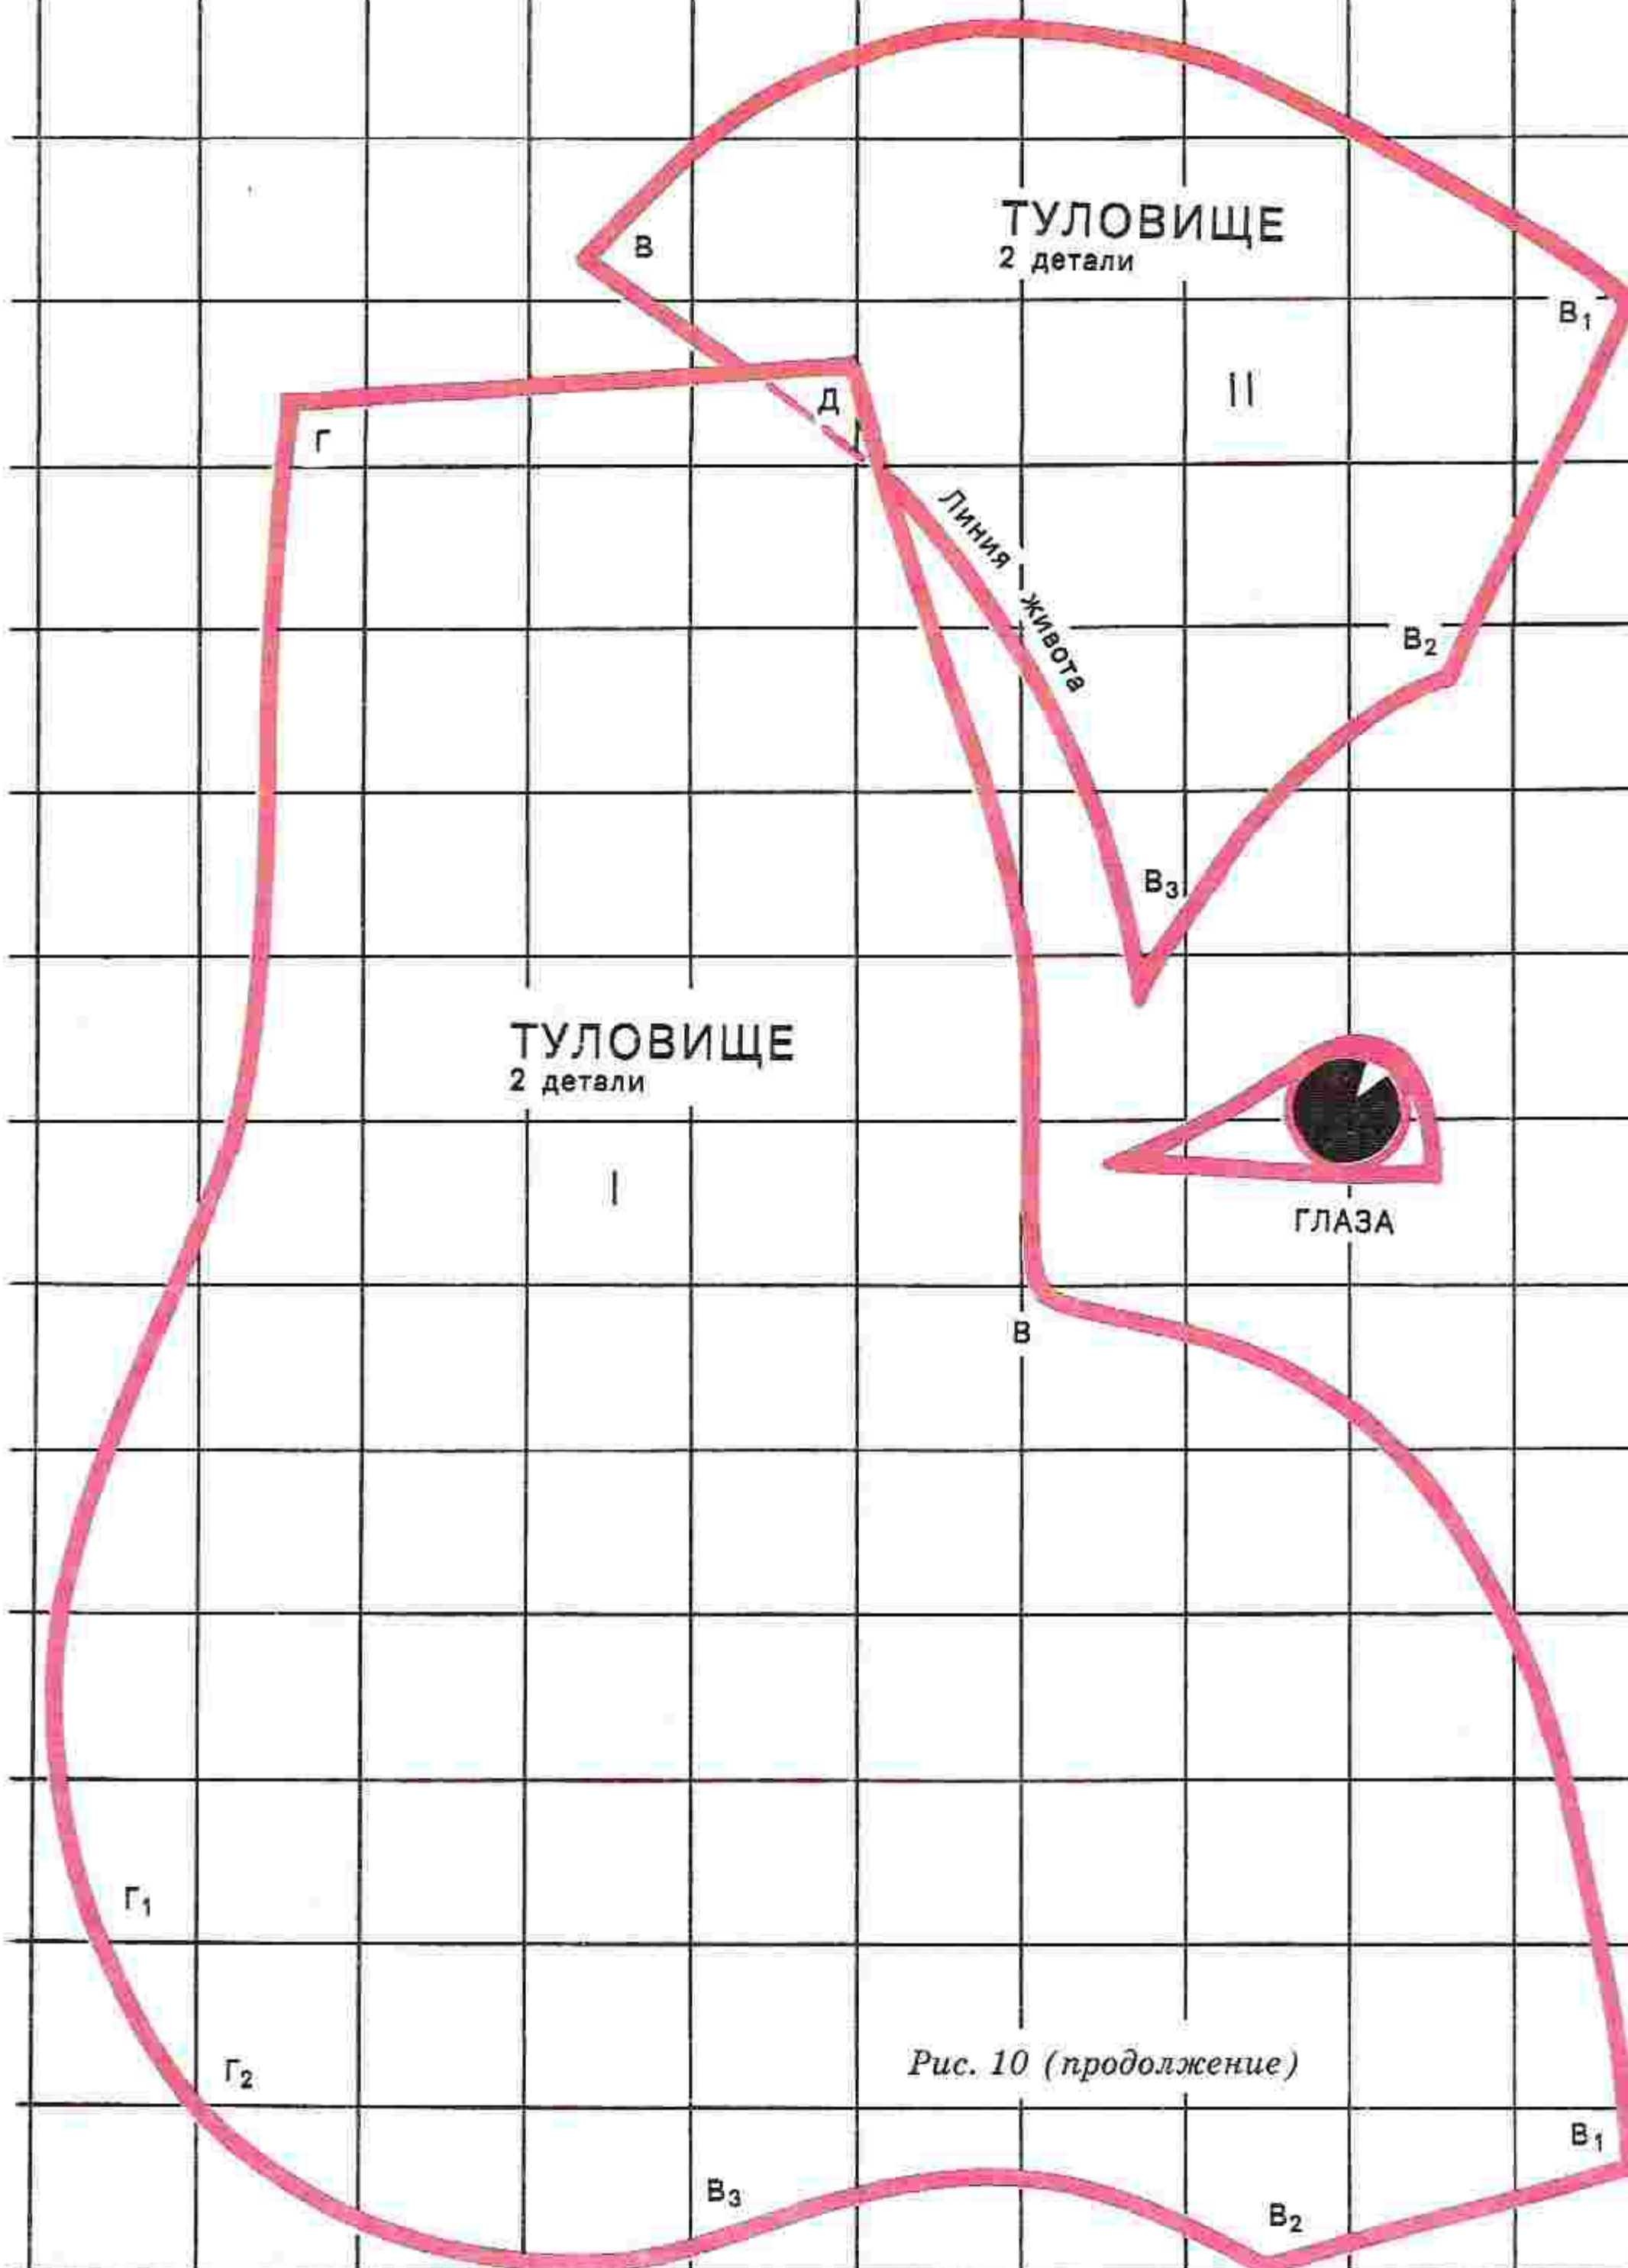 ТУЛОВИЩЕ
2 детали
II
В
В₁
Д
Г
Линия живота
В₂
В₃
ТУЛОВИЩЕ
2 детали
I
ГЛАЗА
В
Г₁
Г₂
Рис. 10 (продолжение)
В₁
В₃
В₂